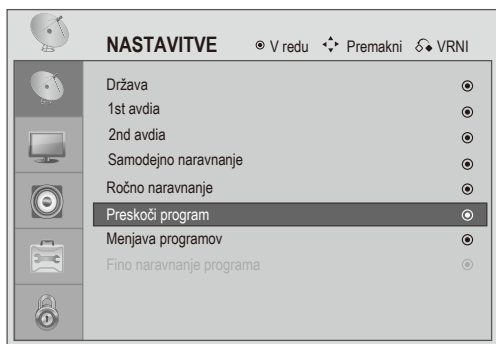 NASTAVITVE V redu Premakni VRNI
Država
1st avdia
2nd avdia
Samodejno naravnanje
Ročno naravnanje
Preskoči program
Menjava programov
Fino naravnanje programa